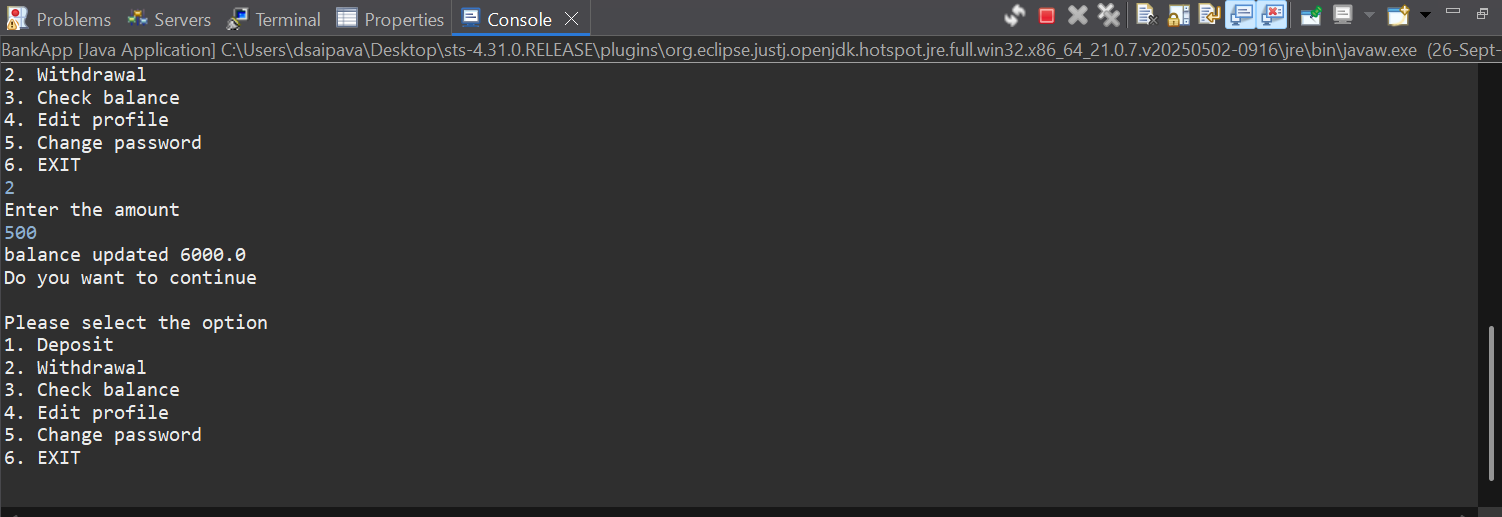 Problems Servers Terminal Properties Console
BankApp [Java Application] C:\Users\dsaipava\Desktop\sts-4.31.0.RELEASE\plugins\org.eclipse.justj.openjdk.hotspot.jre.full.win32.x86_64_21.0.7.v20250502-0916\jre\bin\javaw.exe (26-Sept-
2. Withdrawal
3. Check balance
4. Edit profile
5. Change password
6. EXIT
2
Enter the amount
500
balance updated 6000.0
Do you want to continue
Please select the option
1. Deposit
2. Withdrawal
3. Check balance
4. Edit profile
5. Change password
6. EXIT